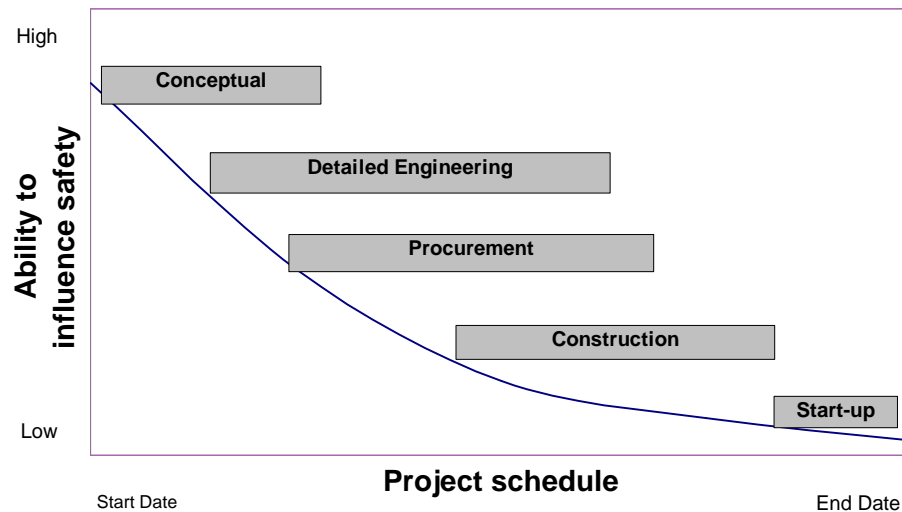 High
Conceptual
Detailed Engineering
Procurement
Construction
Start-up
Low
Ability to
influence safety
Project schedule
Start Date
End Date